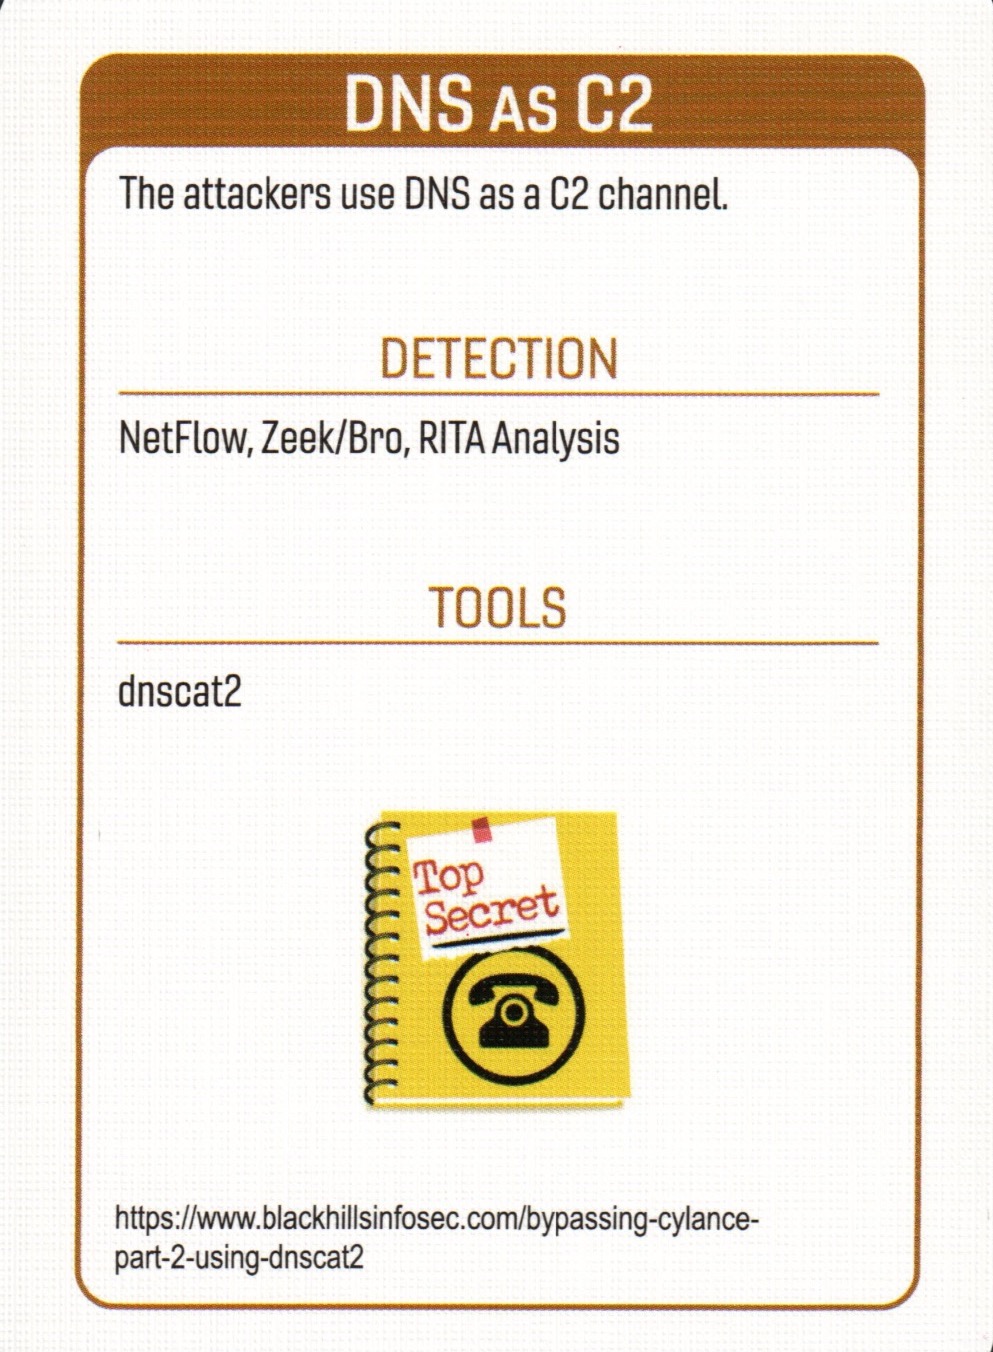 DNS AS C2
The attackers use DNS as a C2 channel.
DETECTION
NetFlow, Zeek/Bro, RITA Analysis
TOOLS
dnscat2
Top
Secret
https://www.blackhillsinfosec.com/bypassing-cylance-
part-2-using-dnscat2